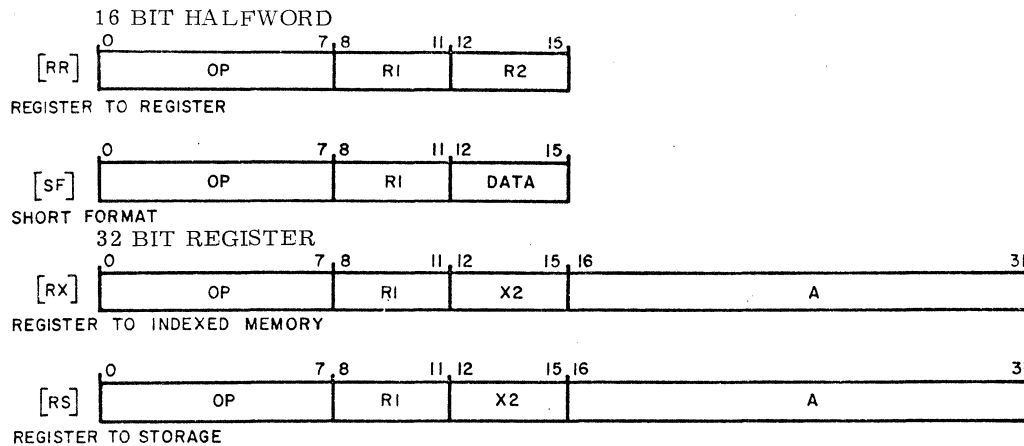 16 BIT HALFWORD
0 7 8 11 12 15
[RR] OP R1 R2
REGISTER TO REGISTER
0 7 8 11 12 15
[SF] OP R1 DATA
SHORT FORMAT
32 BIT REGISTER
0 7 8 11 12 15 16 31
[RX] OP R1 X2 A
REGISTER TO INDEXED MEMORY
0 7 8 11 12 15 16 3
[RS] OP R1 X2 A
REGISTER TO STORAGE